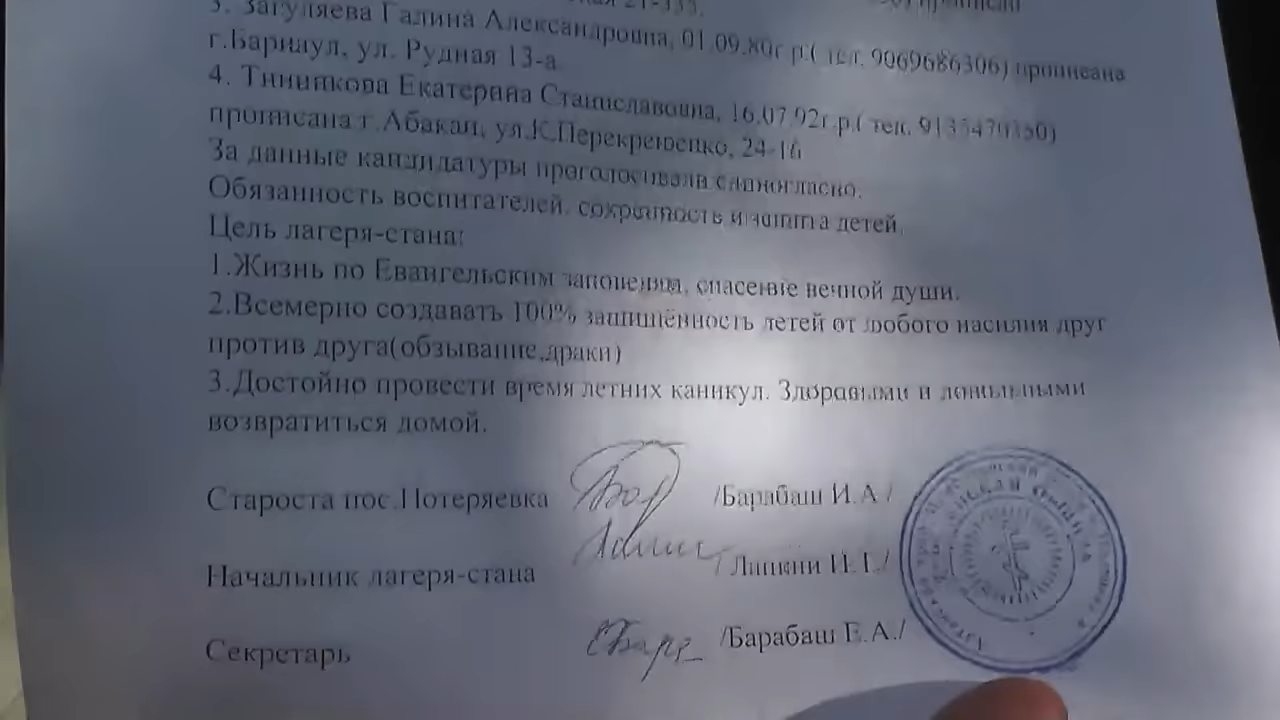 3. Загуляева Галина Александровна, 01.09.80г.р.( тел. 9069686306) прописана
г.Барнаул, ул. Рудная 13-а
4. Екатерина Станиславовна, 16.07.92г.р.( тел.
прописана г.Абакан, ул.К.Перекрещенко, 24-16
За данные кандидатуры проголосовали единогласно.
Обязанность воспитателей: сохранность и защита детей.
Цель лагеря-стана:
1.Жизнь по Евангельским заповедям, спасение вечной души.
2.Всемерно создавать 100% защищённость детей от любого насилия друг
против друга(обзывание,драки)
3.Достойно провести время летних каникул. Здоровыми и
возвратиться домой.
Староста пос.Потеряевка /Барабаш И.А./
Начальник лагеря-стана
Секретарь /Барабаш Е.А./